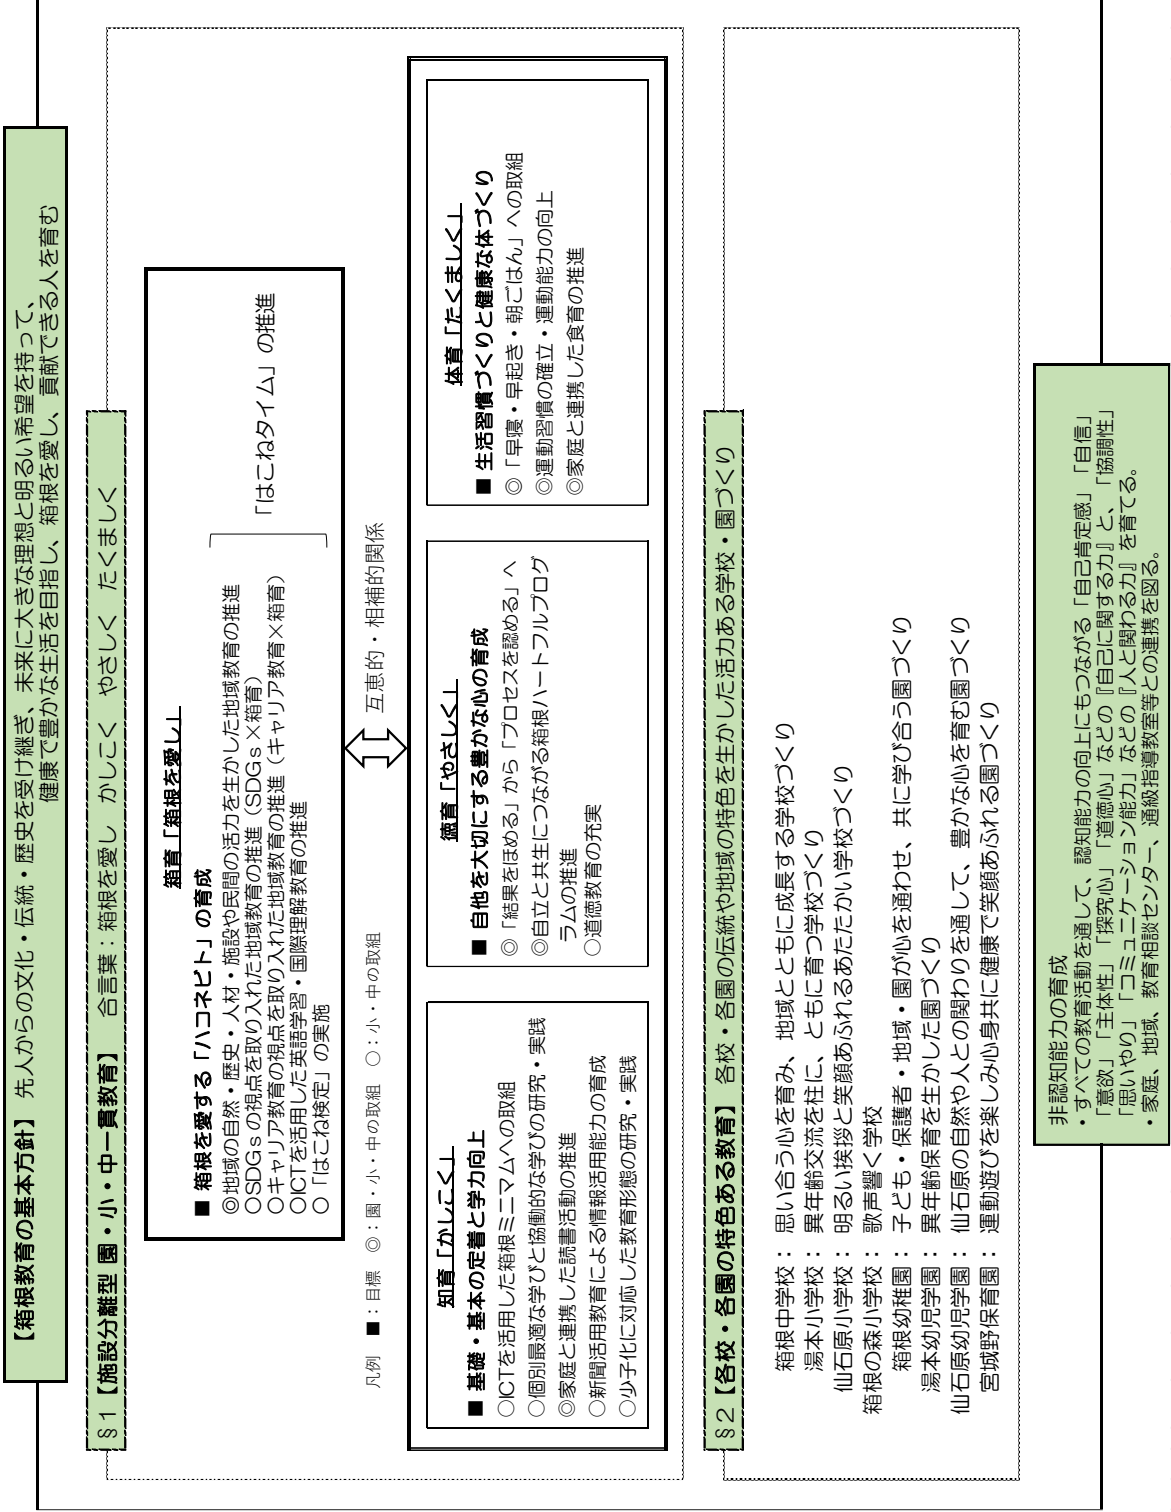 【箱根教育の基本方針】 先人からの文化・伝統・歴史を受け継ぎ、未来に大きな理想と明るい希望を持って、
健康で豊かな生活を目指し、箱根を愛し、貢献できる人を育む
§1【施設分離型 園・小・中一貫教育】 合言葉：箱根を愛し かしこく やさしく たくましく
箱育「箱根を愛し」
■ 箱根を愛する「ハコネビト」の育成
◎地域の自然・歴史・人材・施設や民間の活力を生かした地域教育の推進
○SDGｓの視点を取り入れた地域教育の推進（SDGｓ×箱育）
○キャリア教育の視点を取り入れた地域教育の推進（キャリア教育×箱育）
○ICTを活用した英語学習・国際理解教育の推進
○「はこね検定」の実施
「はこねタイム」の推進
凡例 ■：目標 ◎：園・小・中の取組 ○：小・中の取組
互恵的・相補的関係
知育「かしこく」
■ 基礎・基本の定着と学力向上
○ICTを活用した箱根ミニマムへの取組
○個別最適な学びと協働的な学びの研究・実践
◎家庭と連携した読書活動の推進
○新聞活用教育による情報活用能力の育成
○少子化に対応した教育形態の研究・実践
徳育「やさしく」
■ 自他を大切にする豊かな心の育成
◎「結果をほめる」から「プロセスを認める」へ
◎自立と共生につながる箱根ハートフルプログ
ラムの推進
○道徳教育の充実
体育「たくましく」
■ 生活習慣づくりと健康な体づくり
◎「早寝・早起き・朝ごはん」への取組
◎運動習慣の確立・運動能力の向上
◎家庭と連携した食育の推進
§2【各校・各園の特色ある教育】 各校・各園の伝統や地域の特色を生かした活力ある学校・園づくり
箱根中学校： 思い合う心を育み、地域とともに成長する学校づくり
湯本小学校： 異年齢交流を柱に、ともに育つ学校づくり
仙石原小学校： 明るい挨拶と笑顔あふれるあたたかい学校づくり
箱根の森小学校： 歌声響く学校
箱根幼稚園： 子ども・保護者・地域・園が心を通わせ、共に学び合う園づくり
湯本幼児学園： 異年齢保育を生かした園づくり
仙石原幼児学園： 仙石原の自然や人との関わりを通して、豊かな心を育む園づくり
宮城野保育園： 運動遊びを楽しみ心身共に健康で笑顔あふれる園づくり
非認知能力の育成
・すべての教育活動を通して、認知能力の向上にもつながる「自己肯定感」「自信」
「意欲」「主体性」「探究心」「道徳心」などの『自己に関する力』と、「協調性」
「思いやり」「コミュニケーション能力」などの『人と関わる力』を育てる。
・家庭、地域、教育相談センター、通級指導教室等との連携を図る。